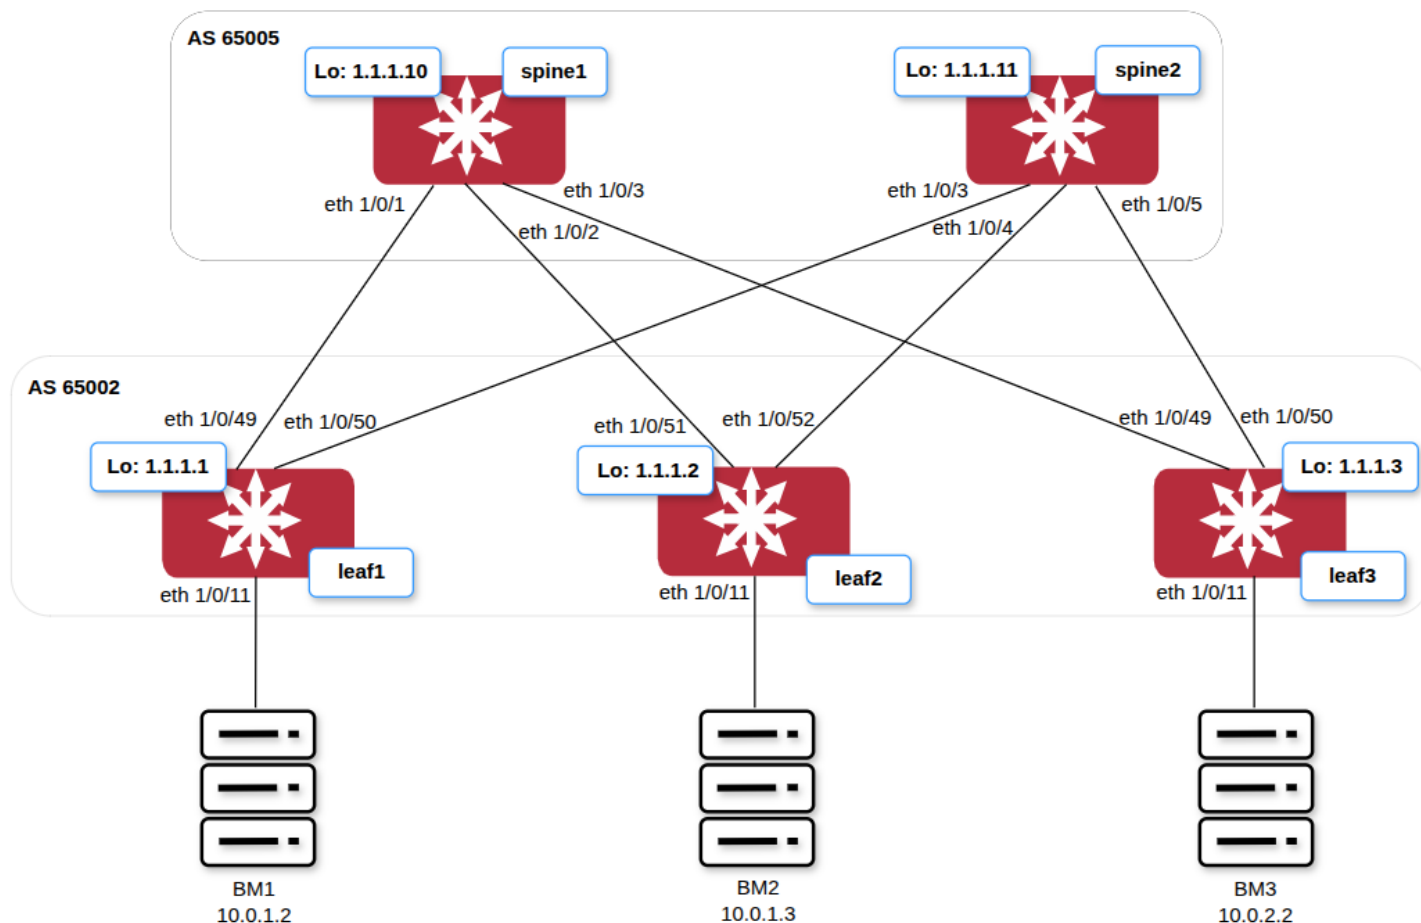 AS 65005
Lo: 1.1.1.10
spine1
Lo: 1.1.1.11
spine2
eth 1/0/1
eth 1/0/2
eth 1/0/3
eth 1/0/3
eth 1/0/4
eth 1/0/5
AS 65002
eth 1/0/49
eth 1/0/50
eth 1/0/51
eth 1/0/52
eth 1/0/49
eth 1/0/50
Lo: 1.1.1.1
Lo: 1.1.1.2
Lo: 1.1.1.3
leaf1
leaf2
leaf3
eth 1/0/11
eth 1/0/11
eth 1/0/11
BM1
10.0.1.2
BM2
10.0.1.3
BM3
10.0.2.2